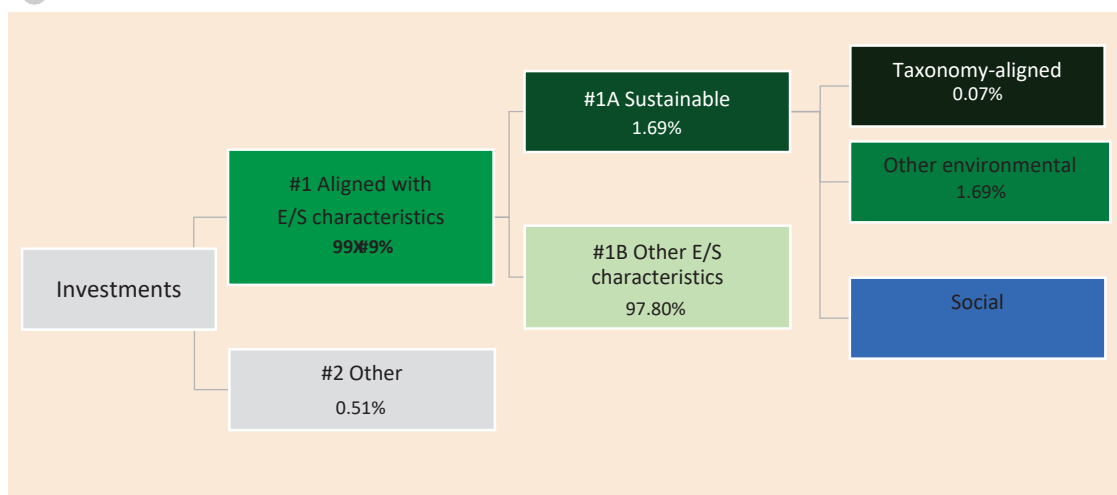 Taxonomy-aligned
0.07%
#1A Sustainable
1.69%
Other environmental
1.69%
#1 Aligned with
E/S characteristics
#1B Other E/S
characteristics
97.80%
Investments
Social
#2 Other
0.51%